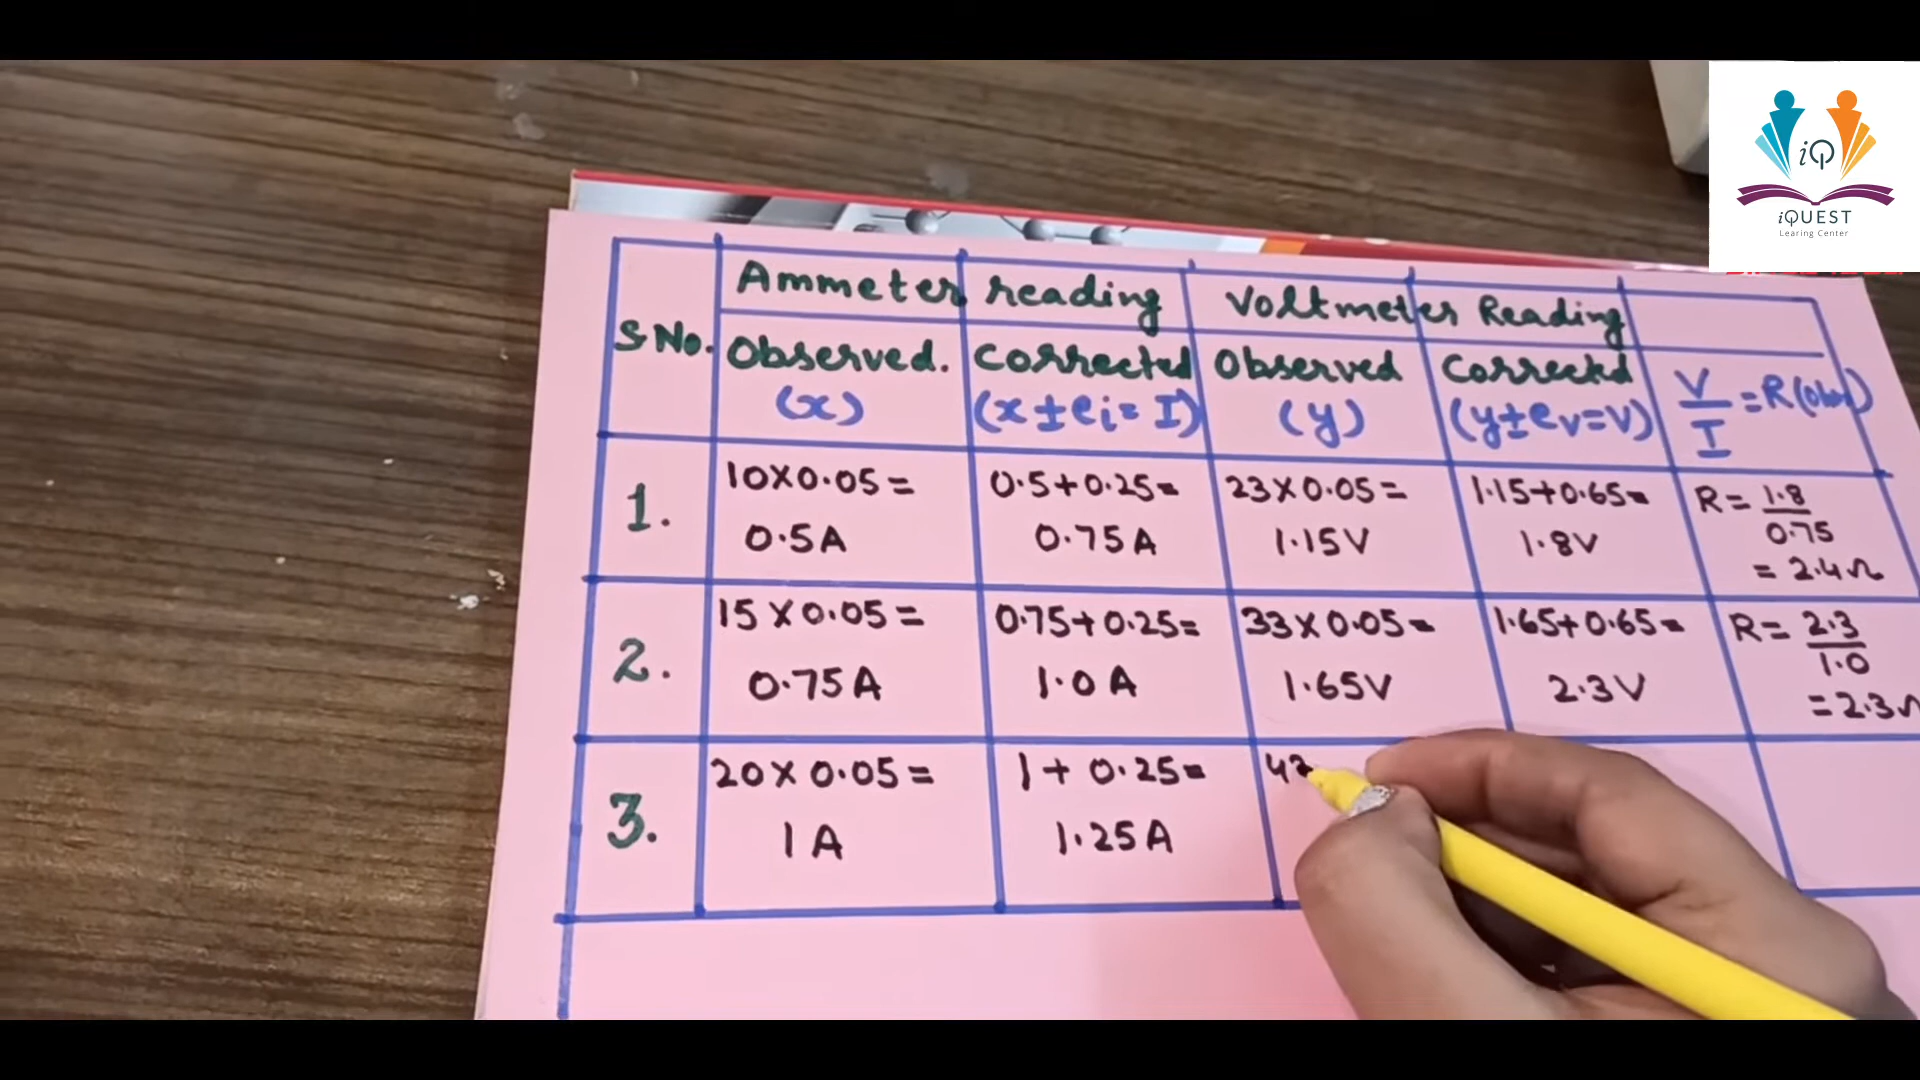 iQ
iQUEST
Learing Center
S No.
Ammeter reading
Voltmeter Reading
Observed.
(x)
Corrected
(x±ei= I)
Observed
(y)
Corrected
(y±ev=V)
V/I =R(Obs)
1.
10×0.05=
0.5A
0.5+0.25=
0.75A
23×0.05=
1.15V
1.15+0.65=
1.8V
R= 1.8/0.75
= 2.4Ω
2.
15×0.05=
0.75A
0.75+0.25=
1.0A
33×0.05=
1.65V
1.65+0.65=
2.3V
R= 2.3/1.0
=2.3Ω
3.
20×0.05=
1A
1+0.25=
1.25A